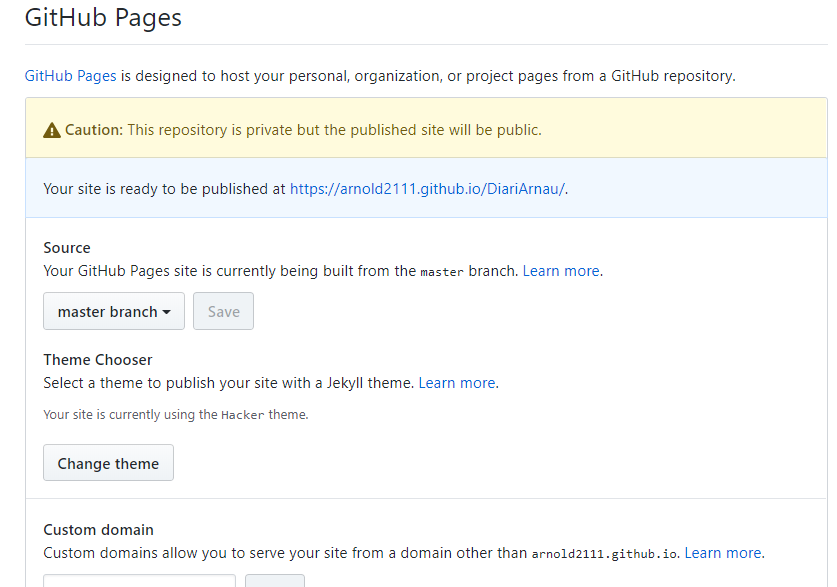 GitHub Pages
GitHub Pages is designed to host your personal, organization, or project pages from a GitHub repository.
Caution: This repository is private but the published site will be public.
Your site is ready to be published at https://arnold2111.github.io/DiariArnau/.
Source
Your GitHub Pages site is currently being built from the master branch. Learn more.
master branch Save
Theme Chooser
Select a theme to publish your site with a Jekyll theme. Learn more.
Your site is currently using the Hacker theme.
Change theme
Custom domain
Custom domains allow you to serve your site from a domain other than arnold2111.github.io. Learn more.